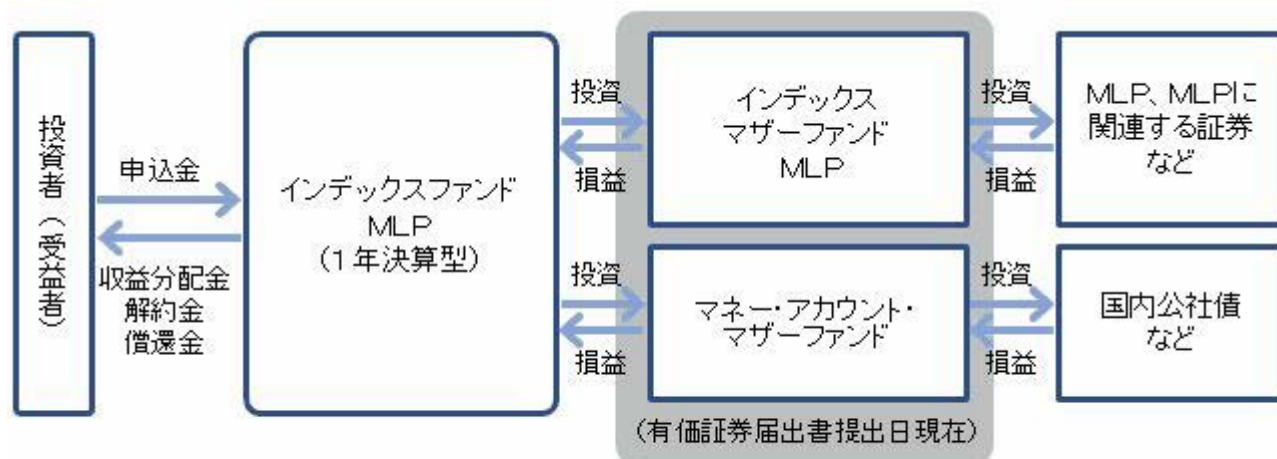 投資者（受益者）
申込金
収益分配金
解約金
償還金
インデックスファンド
ＭＬＰ
（１年決算型）
投資
損益
投資
損益
インデックス
マザーファンド
ＭＬＰ
マネー・アカウント・
マザーファンド
（有価証券届出書提出日現在）
投資
損益
投資
損益
ＭＬＰ、ＭＬＰに
関連する証券
など
国内公社債
など